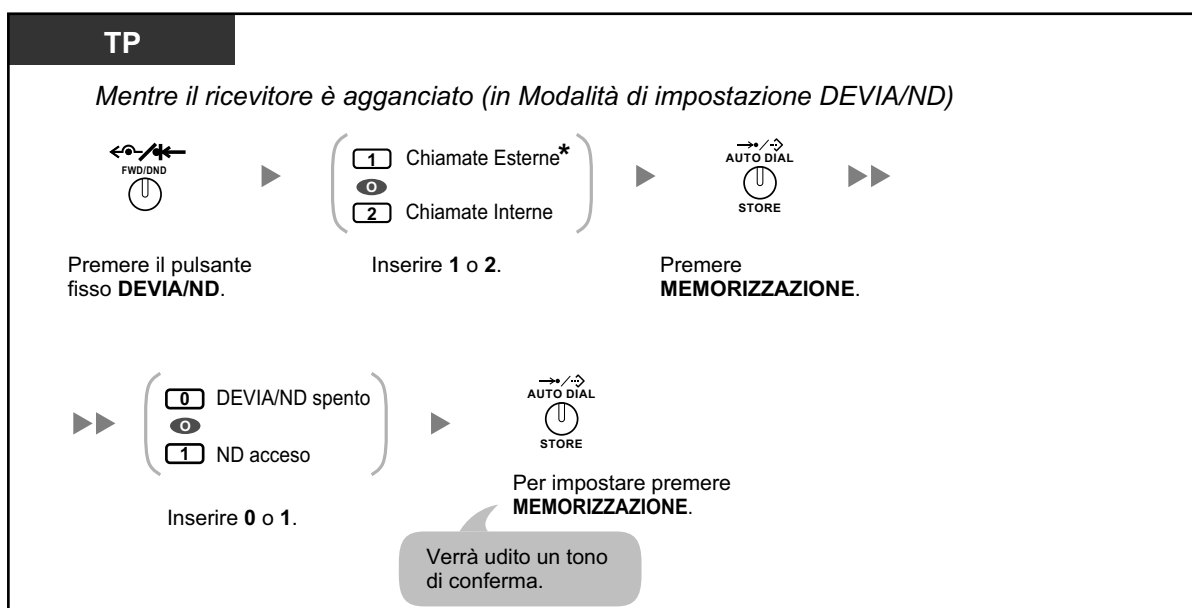 TP
Mentre il ricevitore è agganciato (in Modalità di impostazione DEVIA/ND)
FWD/DND
1 Chiamate Esterne*
O
2 Chiamate Interne
AUTO DIAL
STORE
Premere il pulsante
fisso DEVIA/ND.
Inserire 1 o 2.
Premere
MEMORIZZAZIONE.
0 DEVIA/ND spento
O
1 ND acceso
AUTO DIAL
STORE
Inserire 0 o 1.
Per impostare premere
MEMORIZZAZIONE.
Verrà udito un tono
di conferma.